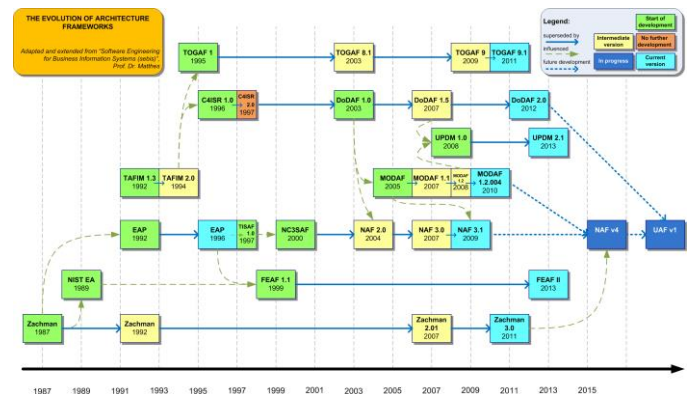 THE EVOLUTION OF ARCHITECTURE
FRAMEWORKS
Adapted and extended from "Software Engineering
for Business Information Systems (sebis)",
Prof. Dr. Matthes
Legend:
superseded by
influenced
future development
Start of
development
Intermediate
version
No further
development
In progress
Current
version
TOGAF 1
1995
TOGAF 8.1
2003
TOGAF 9
2009
TOGAF 9.1
2011
C4ISR 1.0
1996
C4ISR
2.0
1997
DoDAF 1.0
2003
DoDAF 1.5
2007
DoDAF 2.0
2012
UPDM 1.0
2008
UPDM 2.1
2013
TAFIM 1.3
1992
TAFIM 2.0
1994
MODAF
2005
MODAF 1.1
2007
MODAF
1.2
2008
MODAF
1.2.004
2010
EAP
1992
EAP
1996
TISAF
1.0
1997
NC3SAF
2000
NAF 2.0
2004
NAF 3.0
2007
NAF 3.1
2009
NAF v4
UAF v1
NIST EA
1989
FEAF 1.1
1999
FEAF II
2013
Zachman
1987
Zachman
1992
Zachman
2.01
2007
Zachman
3.0
2011
1987 1989 1991 1992 1995 1997 1999 2001 2003 2005 2007 2009 2011 2013 2015